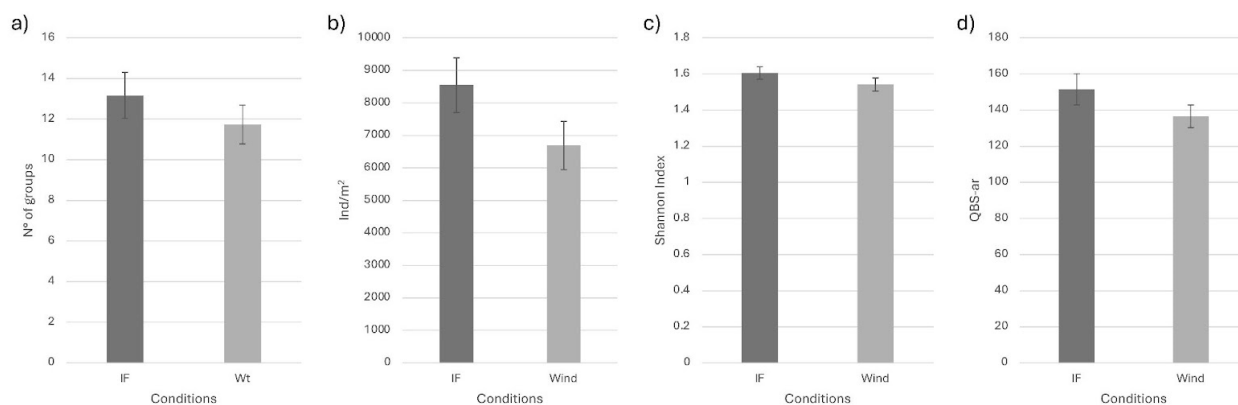 a)
16
14
12
10
8
6
4
2
0
Nº of groups
IF Wt
Conditions
b)
10000
9000
8000
7000
6000
5000
4000
3000
2000
1000
0
Ind/m²
IF Wind
Conditions
c)
1.8
1.6
1.4
1.2
1
0.8
0.6
0.4
0.2
0
Shannon Index
IF Wind
Conditions
d)
180
160
140
120
100
80
60
40
20
0
QBS-ar
IF Wind
Conditions